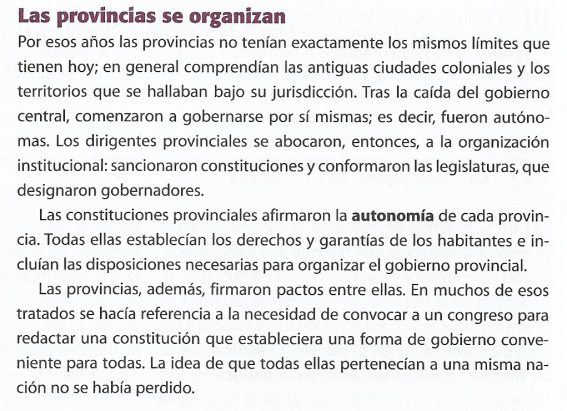 Las provincias se organizan
Por esos años las provincias no tenían exactamente los mismos límites que
tienen hoy; en general comprendían las antiguas ciudades coloniales y los
territorios que se hallaban bajo su jurisdicción. Tras la caída del gobierno
central, comenzaron a gobernarse por sí mismas; es decir, fueron autóno-
mas. Los dirigentes provinciales se abocaron, entonces, a la organización
institucional: sancionaron constituciones y conformaron las legislaturas, que
designaron gobernadores.
Las constituciones provinciales afirmaron la autonomía de cada provin-
cia. Todas ellas establecían los derechos y garantías de los habitantes e in-
cluían las disposiciones necesarias para organizar el gobierno provincial.
Las provincias, además, firmaron pactos entre ellas. En muchos de esos
tratados se hacía referencia a la necesidad de convocar a un congreso para
redactar una constitución que estableciera una forma de gobierno conve-
niente para todas. La idea de que todas ellas pertenecían a una misma na-
ción no se había perdido.